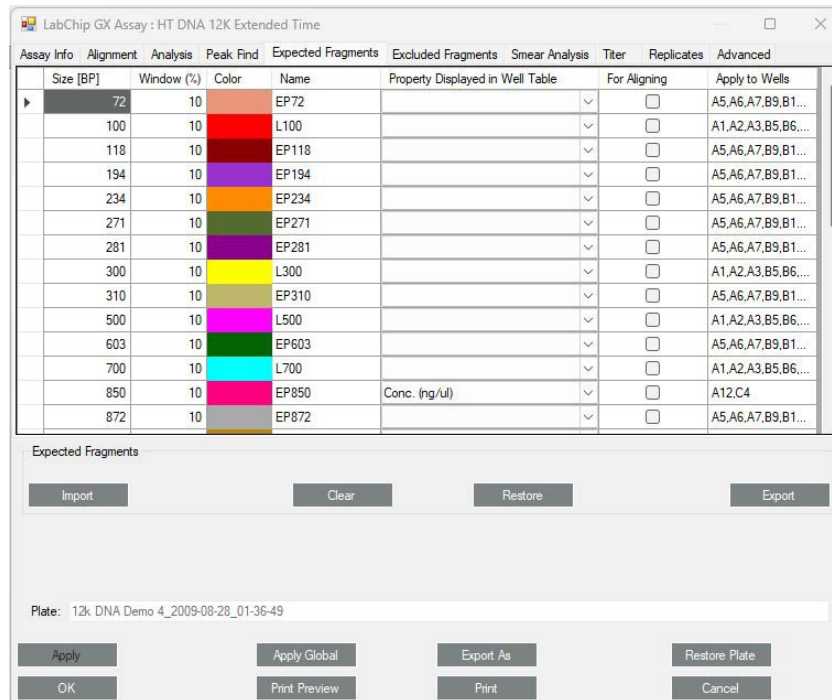 LabChip GX Assay : HT DNA 12K Extended Time
Assay Info Alignment Analysis Peak Find Expected Fragments Excluded Fragments Smear Analysis Titer Replicates Advanced
Size [BP] Window (%) Color Name Property Displayed in Well Table For Aligning Apply to Wells
72 10 EP72 A5,A6,A7,B9,B1...
100 10 L100 A1,A2,A3,B5,B6,...
118 10 EP118 A5,A6,A7,B9,B1...
194 10 EP194 A5,A6,A7,B9,B1...
234 10 EP234 A5,A6,A7,B9,B1...
271 10 EP271 A5,A6,A7,B9,B1...
281 10 EP281 A5,A6,A7,B9,B1...
300 10 L300 A1,A2,A3,B5,B6,...
310 10 EP310 A5,A6,A7,B9,B1...
500 10 L500 A1,A2,A3,B5,B6,...
603 10 EP603 A5,A6,A7,B9,B1...
700 10 L700 A1,A2,A3,B5,B6,...
850 10 EP850 Conc. (ng/ul) A12,C4
872 10 EP872 A5,A6,A7,B9,B1...
Expected Fragments
Import Clear Restore Export
Plate: 12k DNA Demo 4_2009-08-28_01-36-49
Apply Apply Global Export As Restore Plate
OK Print Preview Print Cancel